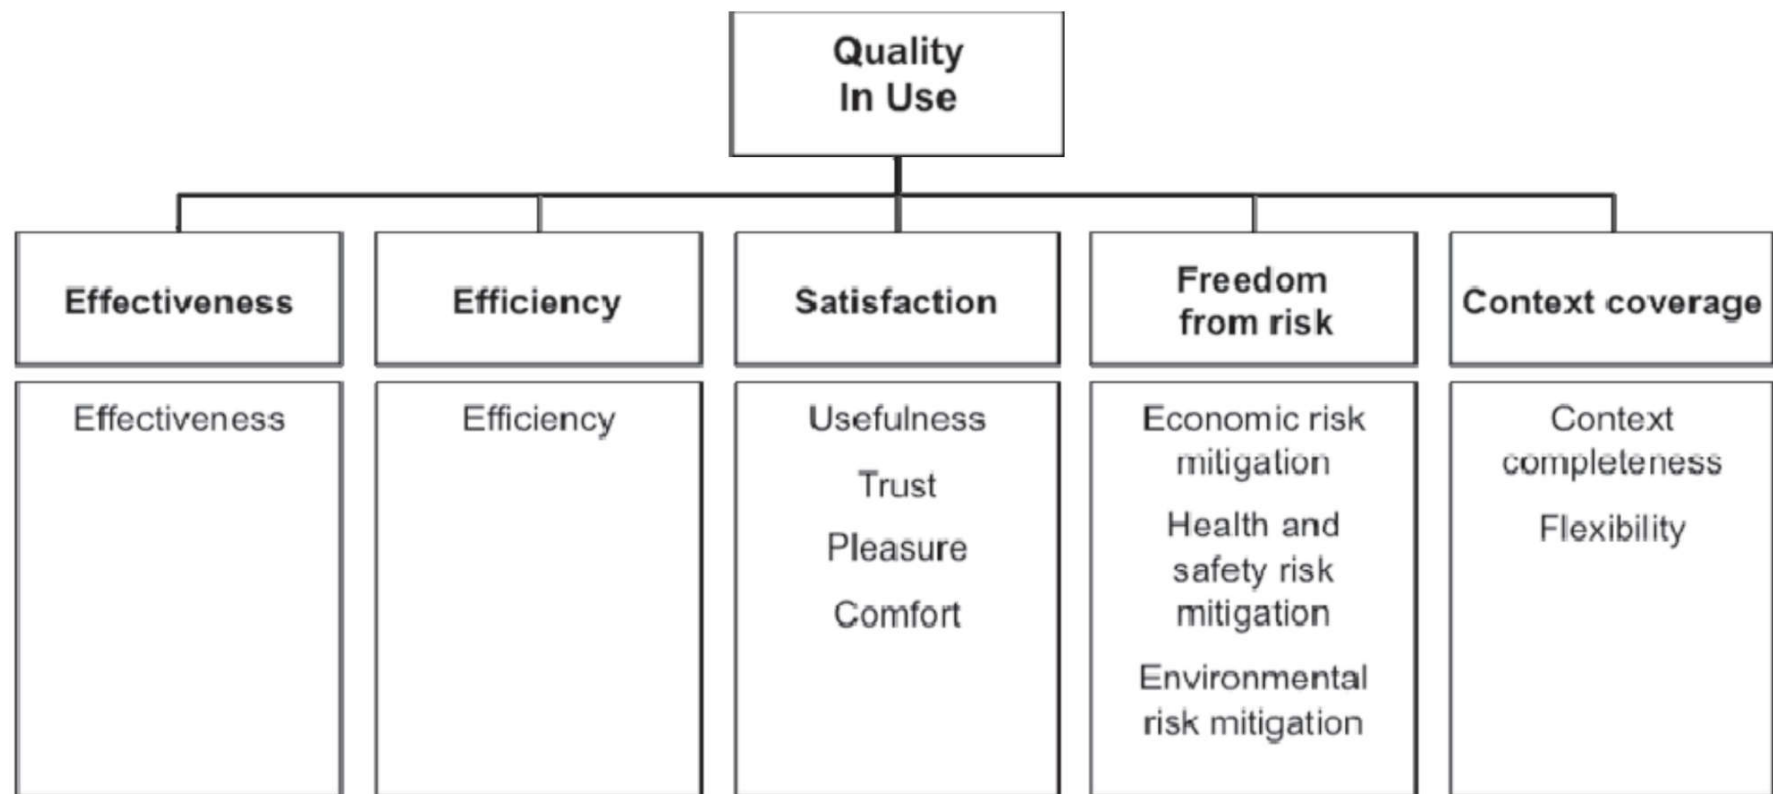 Quality
In Use
Effectiveness
Efficiency
Satisfaction
Freedom
from risk
Context coverage
Effectiveness
Efficiency
Usefulness
Trust
Pleasure
Comfort
Economic risk
mitigation
Health and
safety risk
mitigation
Environmental
risk mitigation
Context
completeness
Flexibility